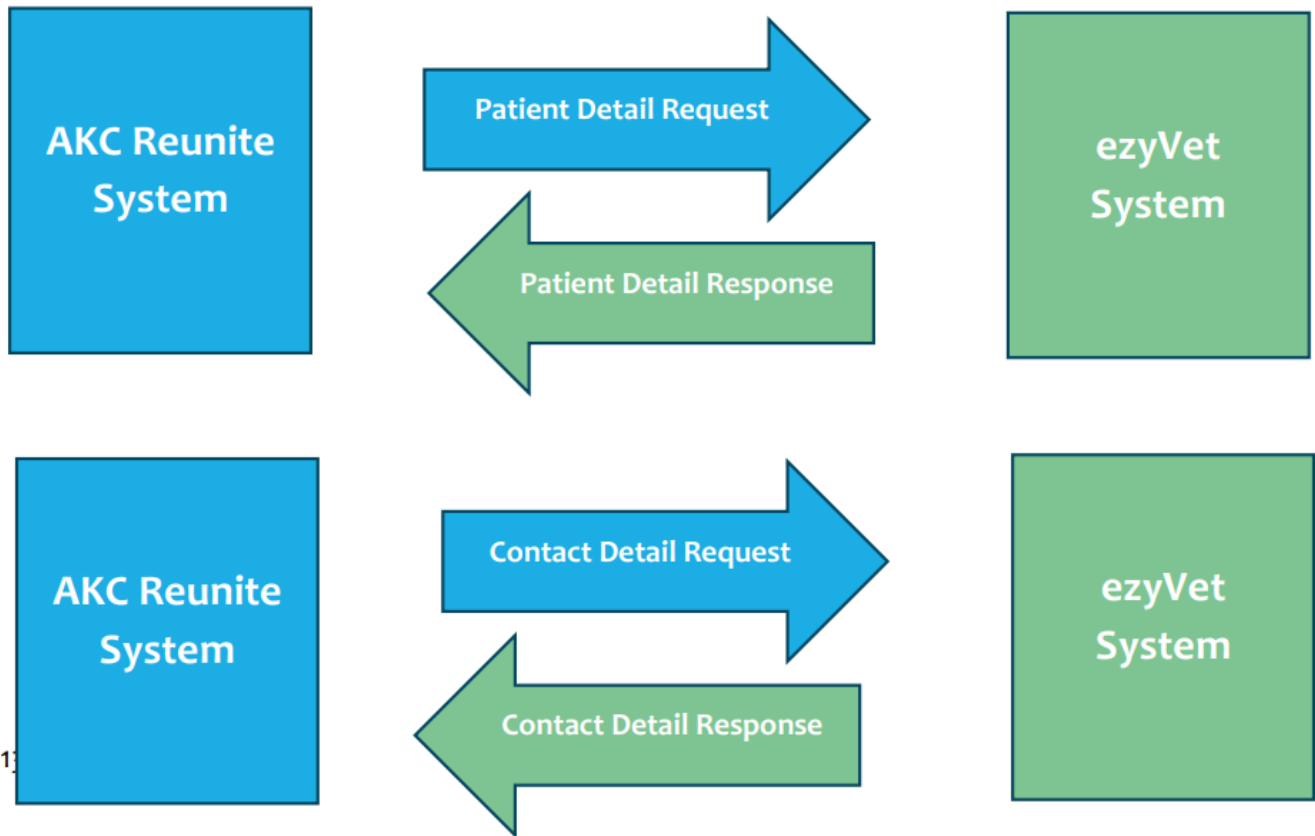 AKC Reunite
System
Patient Detail Request
Patient Detail Response
ezyVet
System
AKC Reunite
System
Contact Detail Request
Contact Detail Response
ezyVet
System